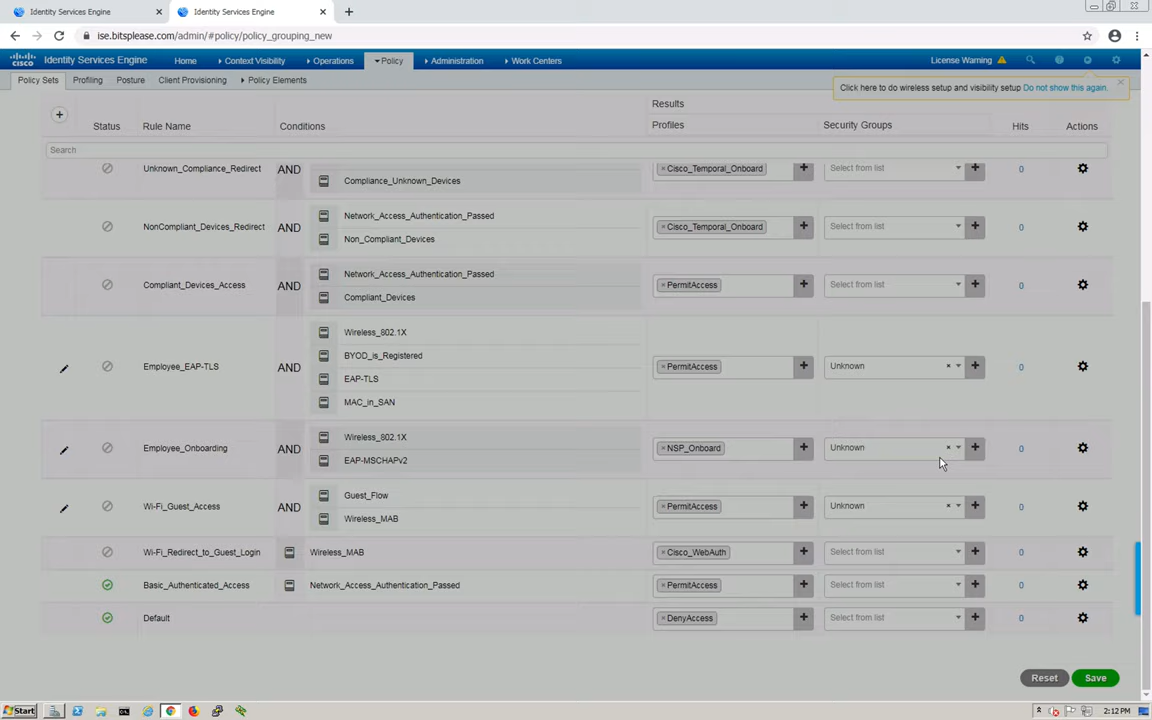 Identity Services Engine × Identity Services Engine × +
ise.bitsplease.com/admin/#policy/policy_grouping_new
CISCO Identity Services Engine Home Context Visibility Operations Policy Administration Work Centers License Warning
Policy Sets Profiling Posture Client Provisioning Policy Elements
Click here to do wireless setup and visibility setup Do not show this again. ×
Results
Status Rule Name Conditions Profiles Security Groups Hits Actions
Search
Unknown_Compliance_Redirect AND Compliance_Unknown_Devices × Cisco_Temporal_Onboard Select from list 0
Network_Access_Authentication_Passed
NonCompliant_Devices_Redirect AND × Cisco_Temporal_Onboard Select from list 0
Non_Compliant_Devices
Network_Access_Authentication_Passed
Compliant_Devices_Access AND × PermitAccess Select from list 0
Compliant_Devices
Wireless_802.1X
BYOD_is_Registered
Employee_EAP-TLS AND × PermitAccess Unknown × 0
EAP-TLS
MAC_in_SAN
Wireless_802.1X
Employee_Onboarding AND × NSP_Onboard Unknown × 0
EAP-MSCHAPv2
Guest_Flow
Wi-Fi_Guest_Access AND × PermitAccess Unknown × 0
Wireless_MAB
Wi-Fi_Redirect_to_Guest_Login Wireless_MAB × Cisco_WebAuth Select from list 0
Basic_Authenticated_Access Network_Access_Authentication_Passed × PermitAccess Select from list 0
Default × DenyAccess Select from list 0
Reset Save
Start 2:12 PM